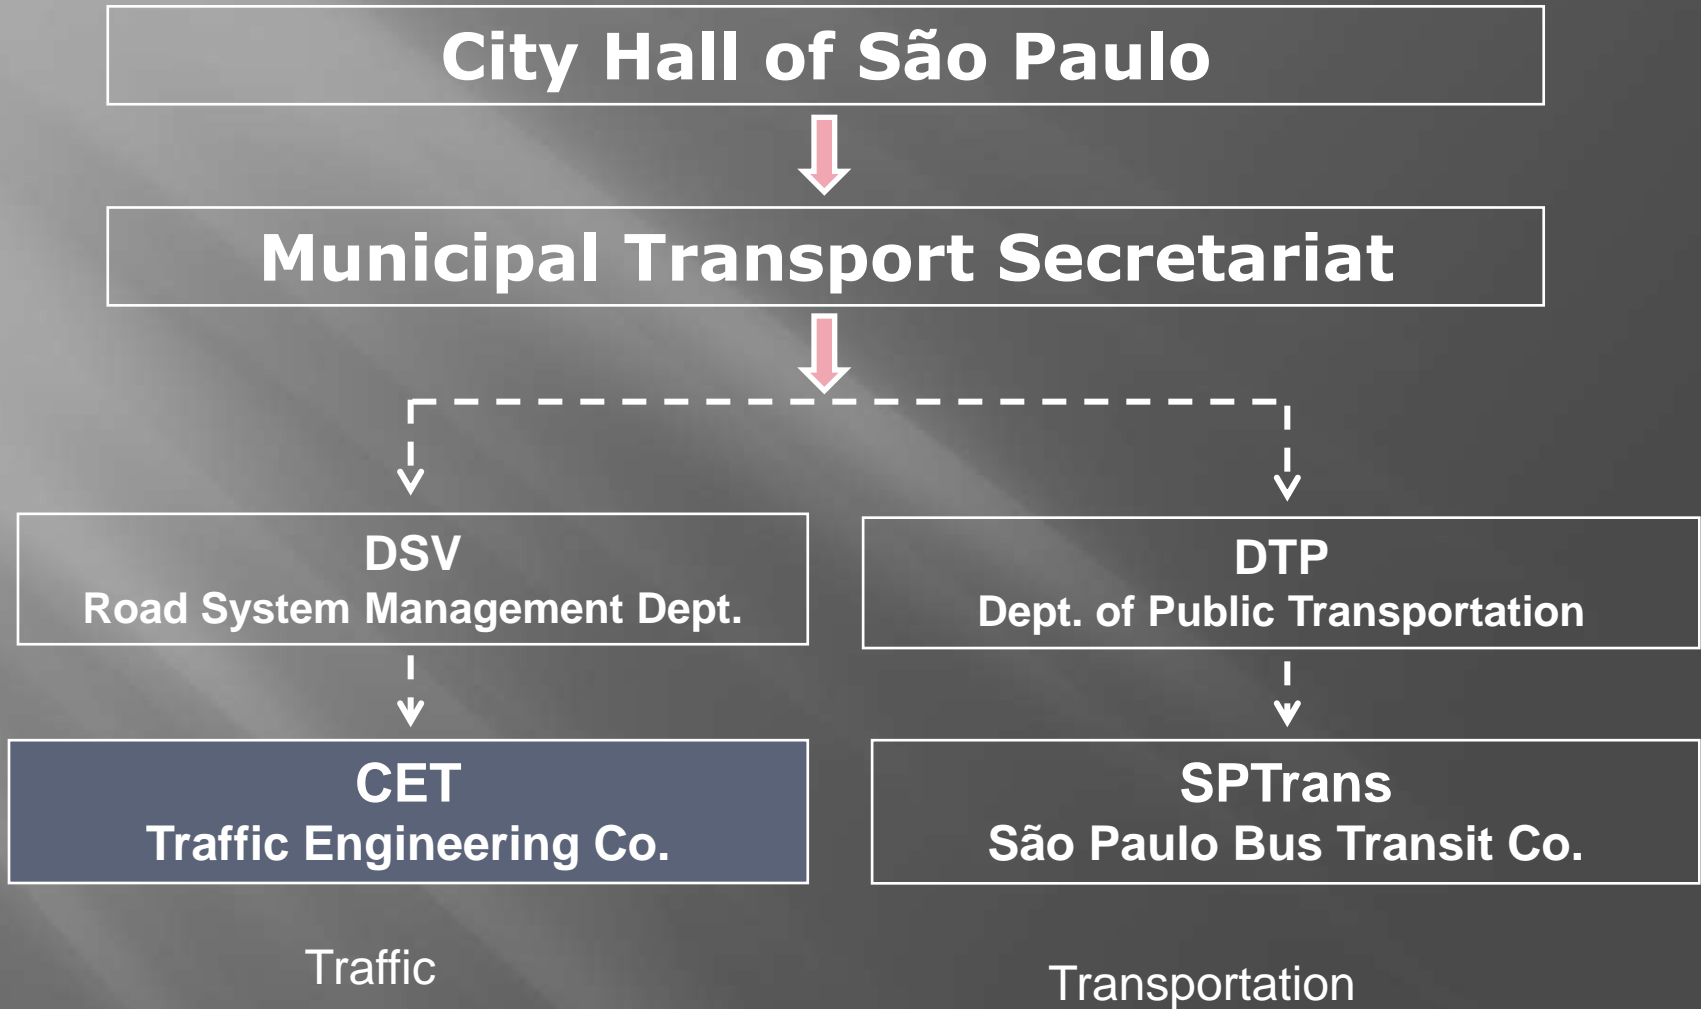 City Hall of São Paulo
Municipal Transport Secretariat
DSV
Road System Management Dept.
DTP
Dept. of Public Transportation
CET
Traffic Engineering Co.
SPTrans
São Paulo Bus Transit Co.
Traffic
Transportation